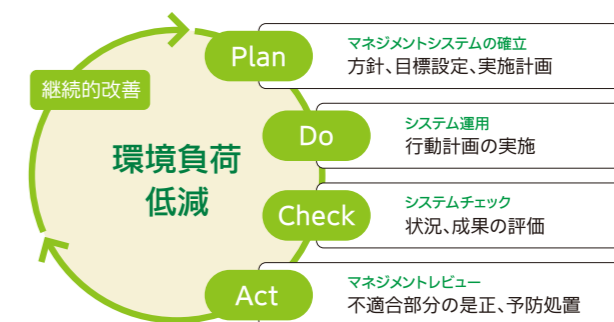 継続的改善
環境負荷
低減
Plan
マネジメントシステムの確立
方針、目標設定、実施計画
Do
システム運用
行動計画の実施
Check
システムチェック
状況、成果の評価
Act
マネジメントレビュー
不適合部分の是正、予防処置